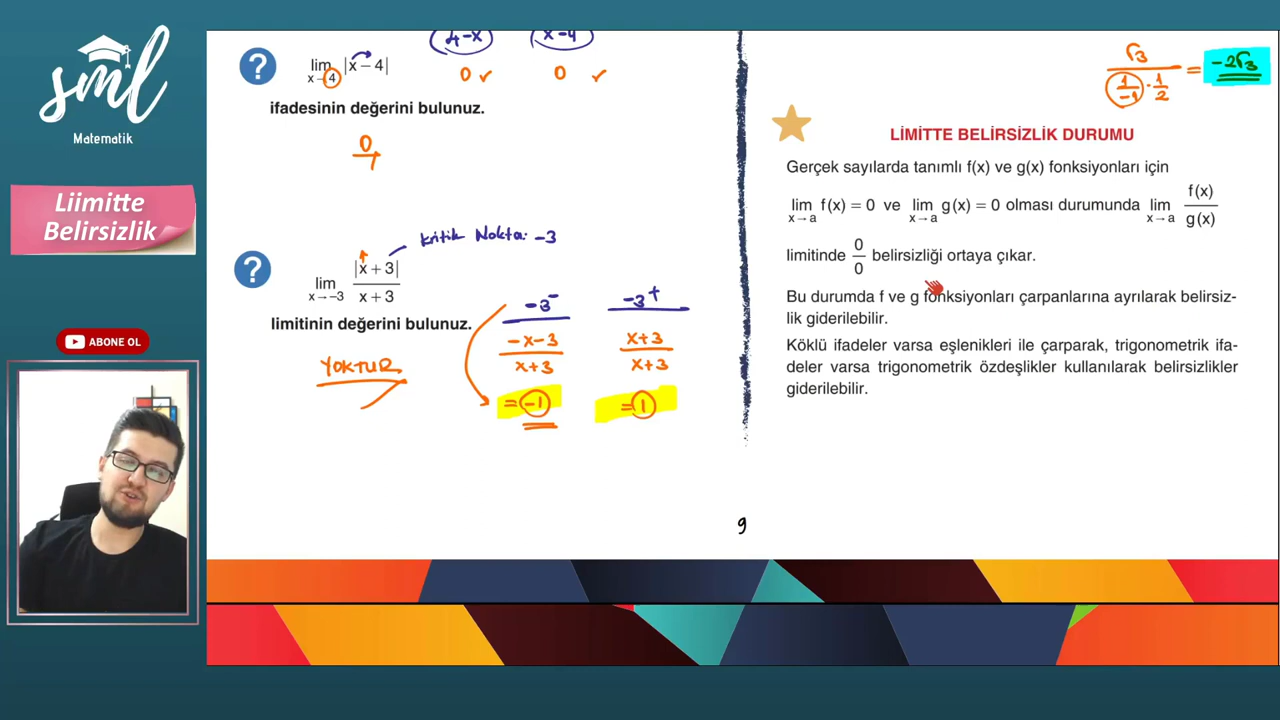 sml
Matematik
Liimitte
Belirsizlik
ABONE OL
4-x x-4
? lim |x – 4|
x→4
0 ✓ 0 ✓
ifadesinin değerini bulunuz.
0
Kritik Nokta: -3
? lim |x + 3|
x→–3 x + 3
limitinin değerini bulunuz.
YOKTUR
-3⁻ -3⁺
-x-3 x+3
x+3 x+3
= -1 = 1
√3
1/-1 · 1/2 = -2√3
LİMİTTE BELİRSİZLİK DURUMU
Gerçek sayılarda tanımlı f(x) ve g(x) fonksiyonları için
lim f(x) = 0 ve lim g(x) = 0 olması durumunda lim f(x)/g(x)
x→a x→a x→a
limitinde 0/0 belirsizliği ortaya çıkar.
Bu durumda f ve g fonksiyonları çarpanlarına ayrılarak belirsiz-
lik giderilebilir.
Köklü ifadeler varsa eşlenikleri ile çarparak, trigonometrik ifa-
deler varsa trigonometrik özdeşlikler kullanılarak belirsizlikler
giderilebilir.
9